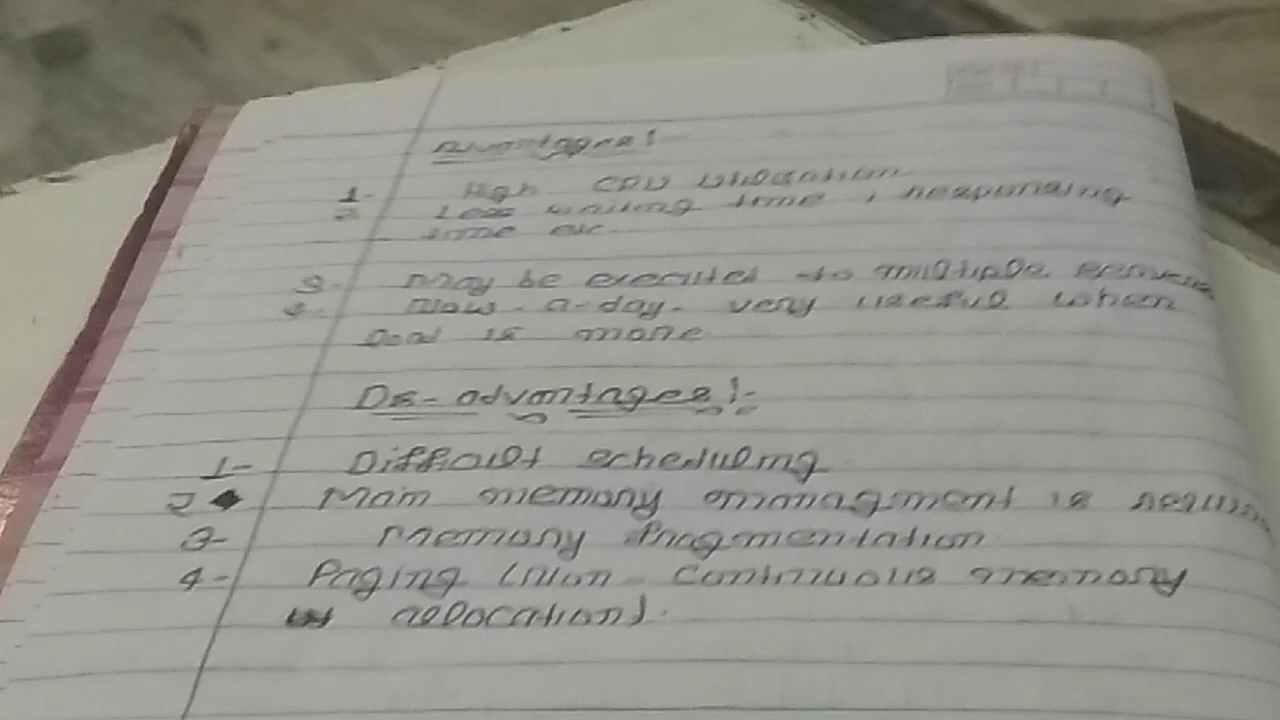 Advantages :-
1- High CPU utilization.
2- Less waiting time, responding
time etc.
3- May be executed to multiple
4- Now-a-day- very useful when
load is more
Dis-advantages :-
1- Difficult scheduling
2 Main memory managment is
3- Memory fragmentation
4- Paging (Non-Continuous memory
allocation).